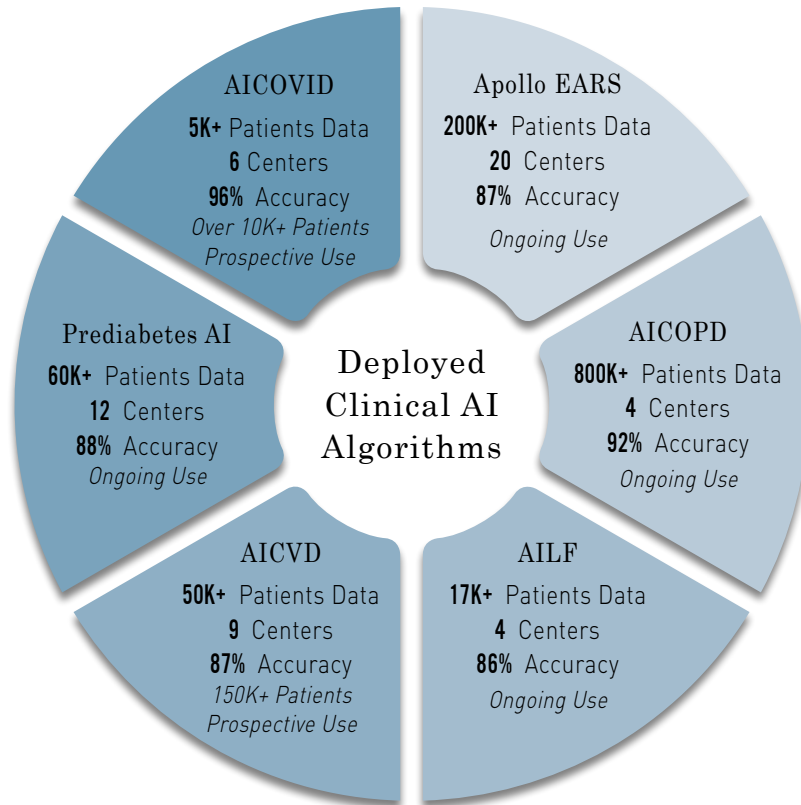 AICOVID
5K+ Patients Data
6 Centers
96% Accuracy
Over 10K+ Patients
Prospective Use
Apollo EARS
200K+ Patients Data
20 Centers
87% Accuracy
Ongoing Use
Prediabetes AI
60K+ Patients Data
12 Centers
88% Accuracy
Ongoing Use
Deployed
Clinical AI
Algorithms
AICOPD
800K+ Patients Data
4 Centers
92% Accuracy
Ongoing Use
AICVD
50K+ Patients Data
9 Centers
87% Accuracy
150K+ Patients
Prospective Use
AILF
17K+ Patients Data
4 Centers
86% Accuracy
Ongoing Use